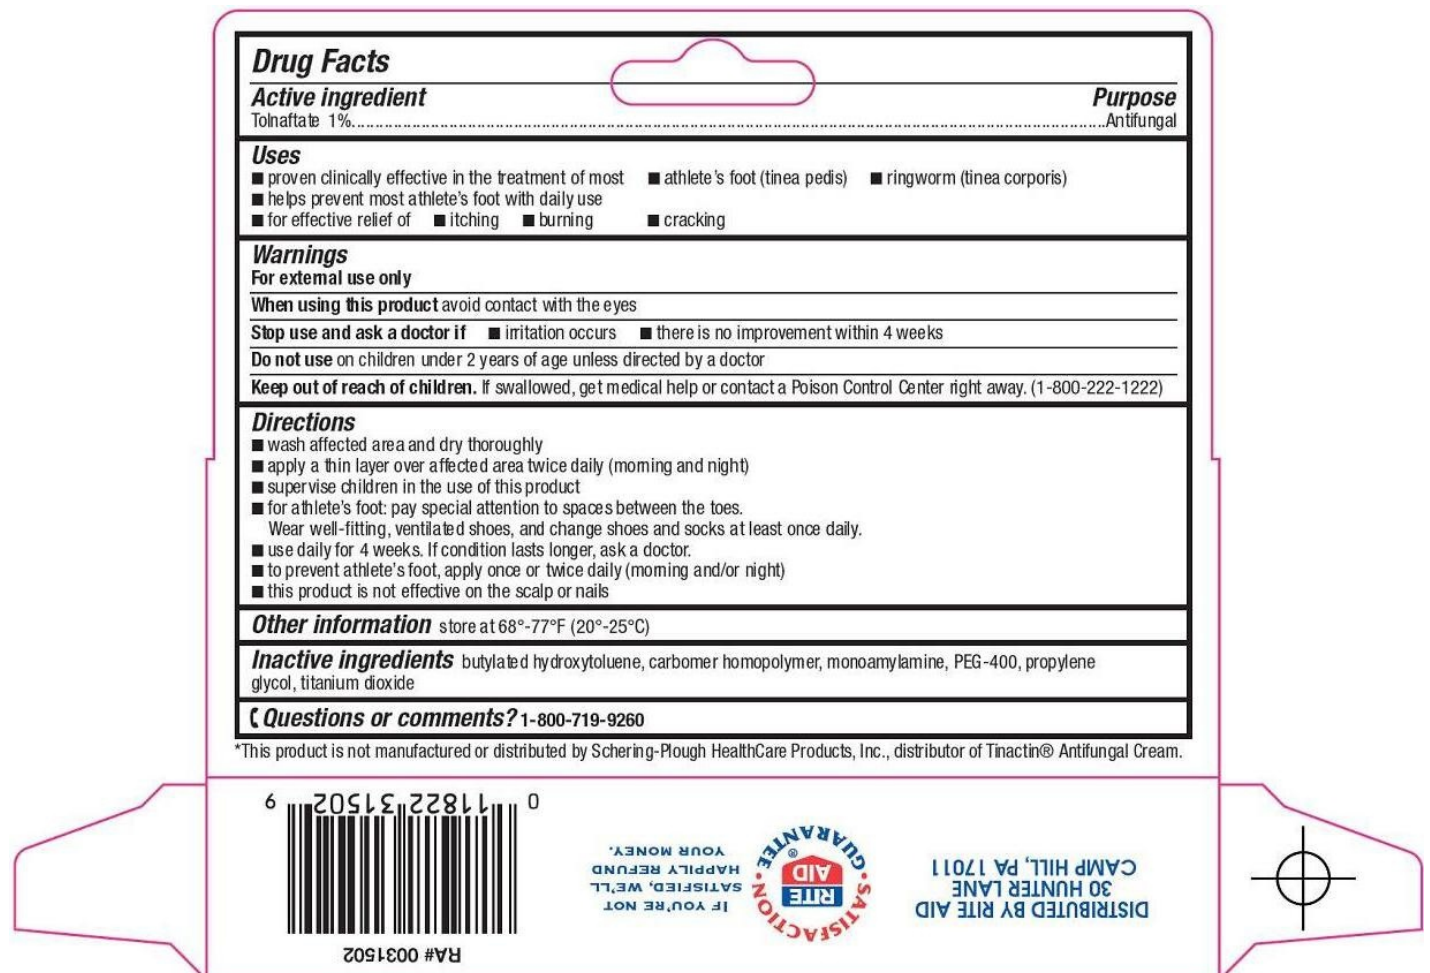 Drug Facts
Active ingredient Purpose
Tolnaftate 1%..........Antifungal
Uses
■ proven clinically effective in the treatment of most ■ athlete's foot (tinea pedis) ■ ringworm (tinea corporis)
■ helps prevent most athlete's foot with daily use
■ for effective relief of ■ itching ■ burning ■ cracking
Warnings
For external use only
When using this product avoid contact with the eyes
Stop use and ask a doctor if ■ irritation occurs ■ there is no improvement within 4 weeks
Do not use on children under 2 years of age unless directed by a doctor
Keep out of reach of children. If swallowed, get medical help or contact a Poison Control Center right away. (1-800-222-1222)
Directions
■ wash affected area and dry thoroughly
■ apply a thin layer over affected area twice daily (morning and night)
■ supervise children in the use of this product
■ for athlete's foot: pay special attention to spaces between the toes.
Wear well-fitting, ventilated shoes, and change shoes and socks at least once daily.
■ use daily for 4 weeks. If condition lasts longer, ask a doctor.
■ to prevent athlete's foot, apply once or twice daily (morning and/or night)
■ this product is not effective on the scalp or nails
Other information store at 68°-77°F (20°-25°C)
Inactive ingredients butylated hydroxytoluene, carbomer homopolymer, monoamylamine, PEG-400, propylene
glycol, titanium dioxide
Questions or comments? 1-800-719-9260
*This product is not manufactured or distributed by Schering-Plough HealthCare Products, Inc., distributor of Tinactin® Antifungal Cream.
DISTRIBUTED BY RITE AID
30 HUNTER LANE
CAMP HILL, PA 17011
SATISFACTION
RITE
AID®
GUARANTEE
IF YOU'RE NOT
SATISFIED, WE'LL
HAPPILY REFUND
YOUR MONEY.
RA# 0031502
0 11822 31502 9